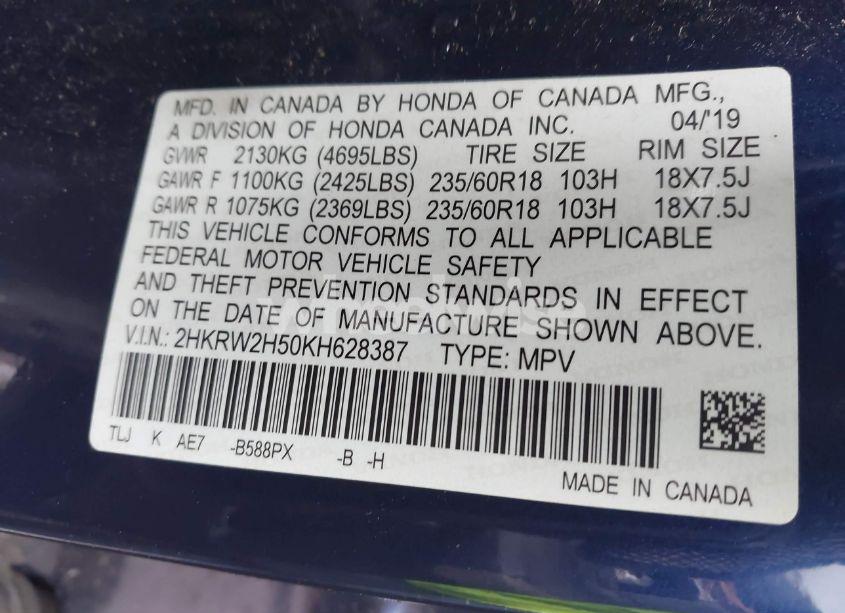 MFD. IN CANADA BY HONDA OF CANADA MFG.,
A DIVISION OF HONDA CANADA INC. 04/'19
GVWR 2130KG (4695LBS) TIRE SIZE RIM SIZE
GAWR F 1100KG (2425LBS) 235/60R18 103H 18X7.5J
GAWR R 1075KG (2369LBS) 235/60R18 103H 18X7.5J
THIS VEHICLE CONFORMS TO ALL APPLICABLE
FEDERAL MOTOR VEHICLE SAFETY
AND THEFT PREVENTION STANDARDS IN EFFECT
ON THE DATE OF MANUFACTURE SHOWN ABOVE.
V.I.N.: 2HKRW2H50KH628387 TYPE: MPV
TLJ K AE7 -B588PX -B -H
MADE IN CANADA